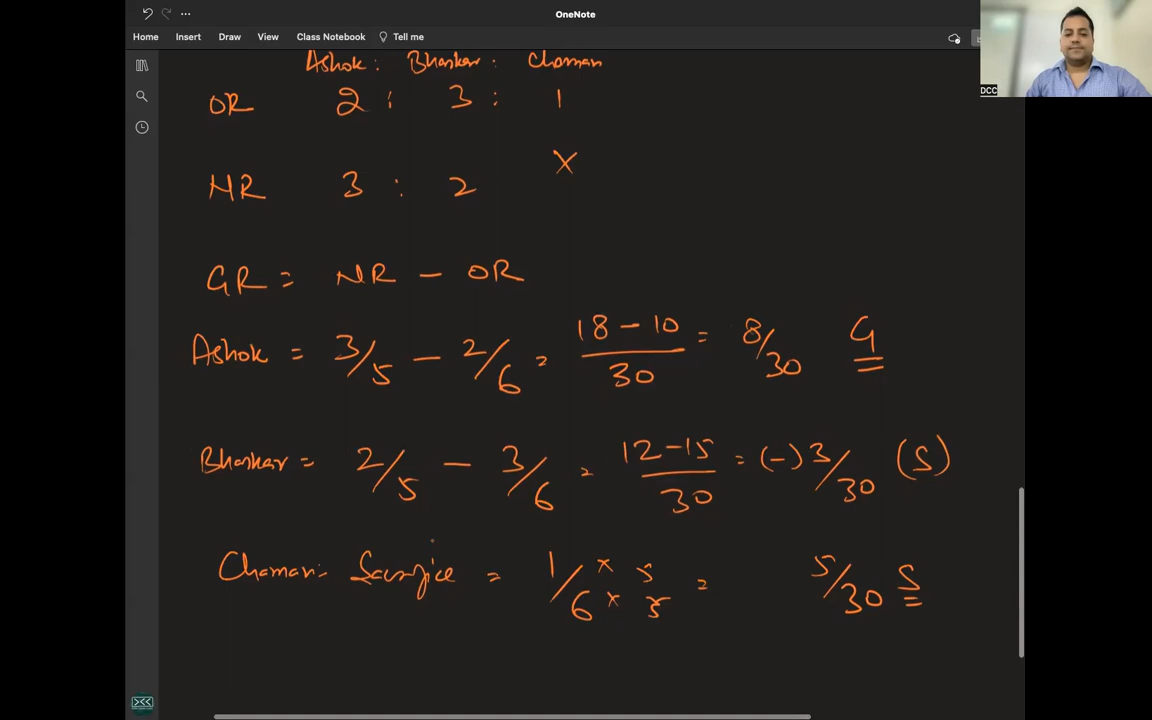 OneNote
Home Insert Draw View Class Notebook Tell me
DCC
Ashok : Bhaskar : Chaman
OR 2 : 3 : 1
NR 3 : 2 X
GR = NR - OR
Ashok = 3/5 - 2/6 = 18 - 10 / 30 = 8/30 G
Bhaskar = 2/5 - 3/6 = 12 - 15 / 30 = (-) 3/30 (S)
Chaman's Sacrifice = 1/6 x 5 / x 5 = 5/30 S